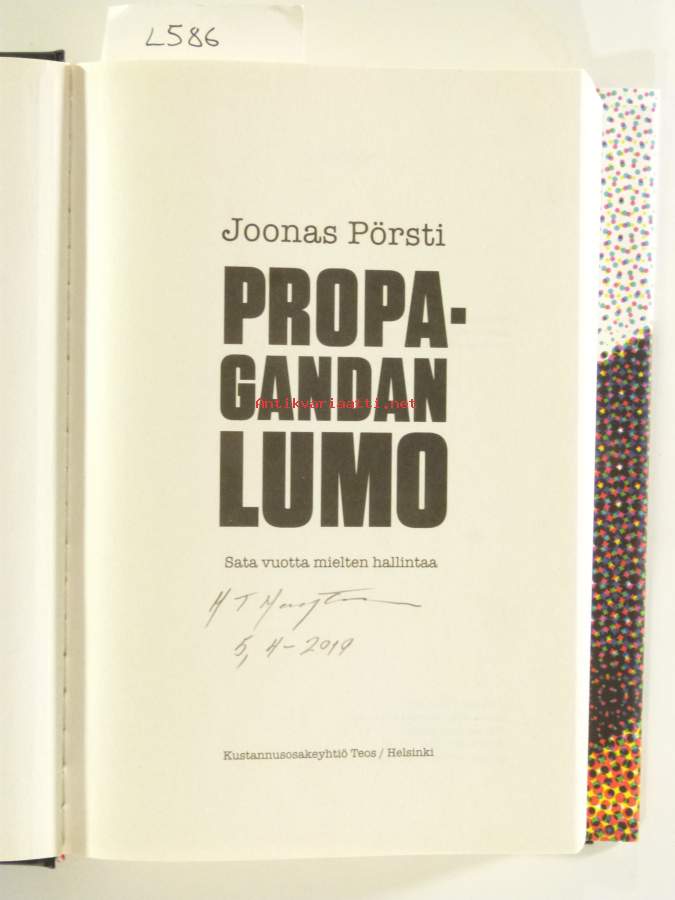 L586
Joonas Pörsti
PROPA-
GANDAN
Antikvariaatti.net
LUMO
Sata vuotta mielten hallintaa
H T
5, 4-2019
Kustannusosakeyhtiö Teos / Helsinki